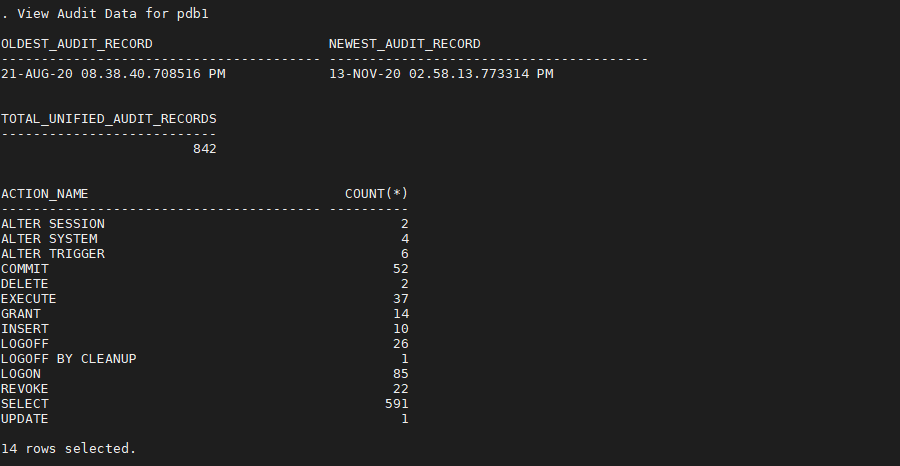 . View Audit Data for pdb1
OLDEST_AUDIT_RECORD                      NEWEST_AUDIT_RECORD
---------------------------------------- ----------------------------------------
21-AUG-20 08.38.40.708516 PM             13-NOV-20 02.58.13.773314 PM
TOTAL_UNIFIED_AUDIT_RECORDS
---------------------------
                        842
ACTION_NAME                                COUNT(*)
---------------------------------------- ----------
ALTER SESSION                                     2
ALTER SYSTEM                                      4
ALTER TRIGGER                                     6
COMMIT                                           52
DELETE                                            2
EXECUTE                                          37
GRANT                                            14
INSERT                                           10
LOGOFF                                           26
LOGOFF BY CLEANUP                                 1
LOGON                                            85
REVOKE                                           22
SELECT                                          591
UPDATE                                            1
14 rows selected.